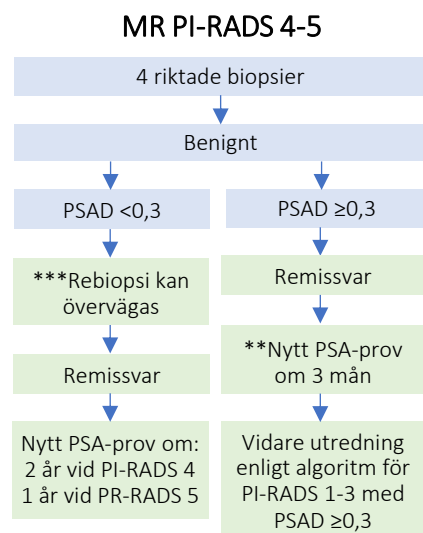 MR PI-RADS 4-5
4 riktade biopsier
Benignt
PSAD <0,3
***Rebiopsi kan
övervägas
Remissvar
Nytt PSA-prov om:
2 år vid PI-RADS 4
1 år vid PR-RADS 5
PSAD ≥0,3
Remissvar
**Nytt PSA-prov
om 3 mån
Vidare utredning
enligt algoritm för
PI-RADS 1-3 med
PSAD ≥0,3